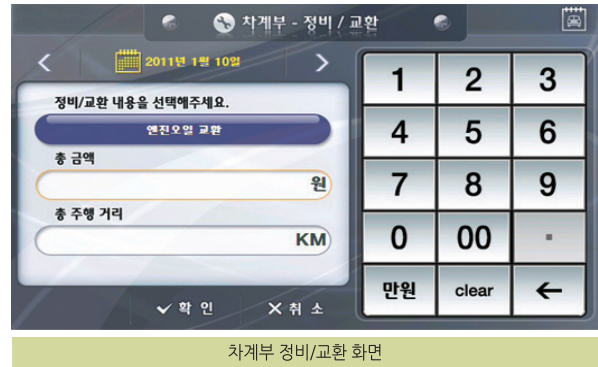 차계부 - 정비 / 교환
2011년 1월 10일
정비/교환 내용을 선택해주세요.
엔진오일 교환
총 금액
원
총 주행 거리
KM
확 인
취 소
1 2 3
4 5 6
7 8 9
0 00 .
만원 clear ←
차계부 정비/교환 화면